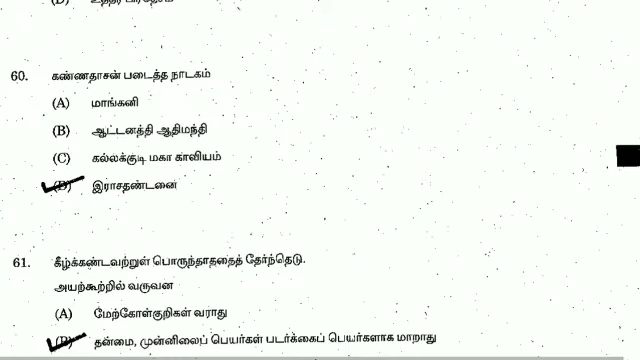 60. கண்ணதாசன் படைத்த நாடகம்
(A) மாங்கனி
(B) ஆட்டனத்தி ஆதிமந்தி
(C) கல்லக்குடி மகா காவியம்
(D) இராசதண்டனை
61. கீழ்க்கண்டவற்றுள் பொருந்தாததைத் தேர்ந்தெடு.
அயற்கூற்றில் வருவன
(A) மேற்கோள்குறிகள் வராது
(B) தன்மை, முன்னிலைப் பெயர்கள் படர்க்கைப் பெயர்களாக மாறாது